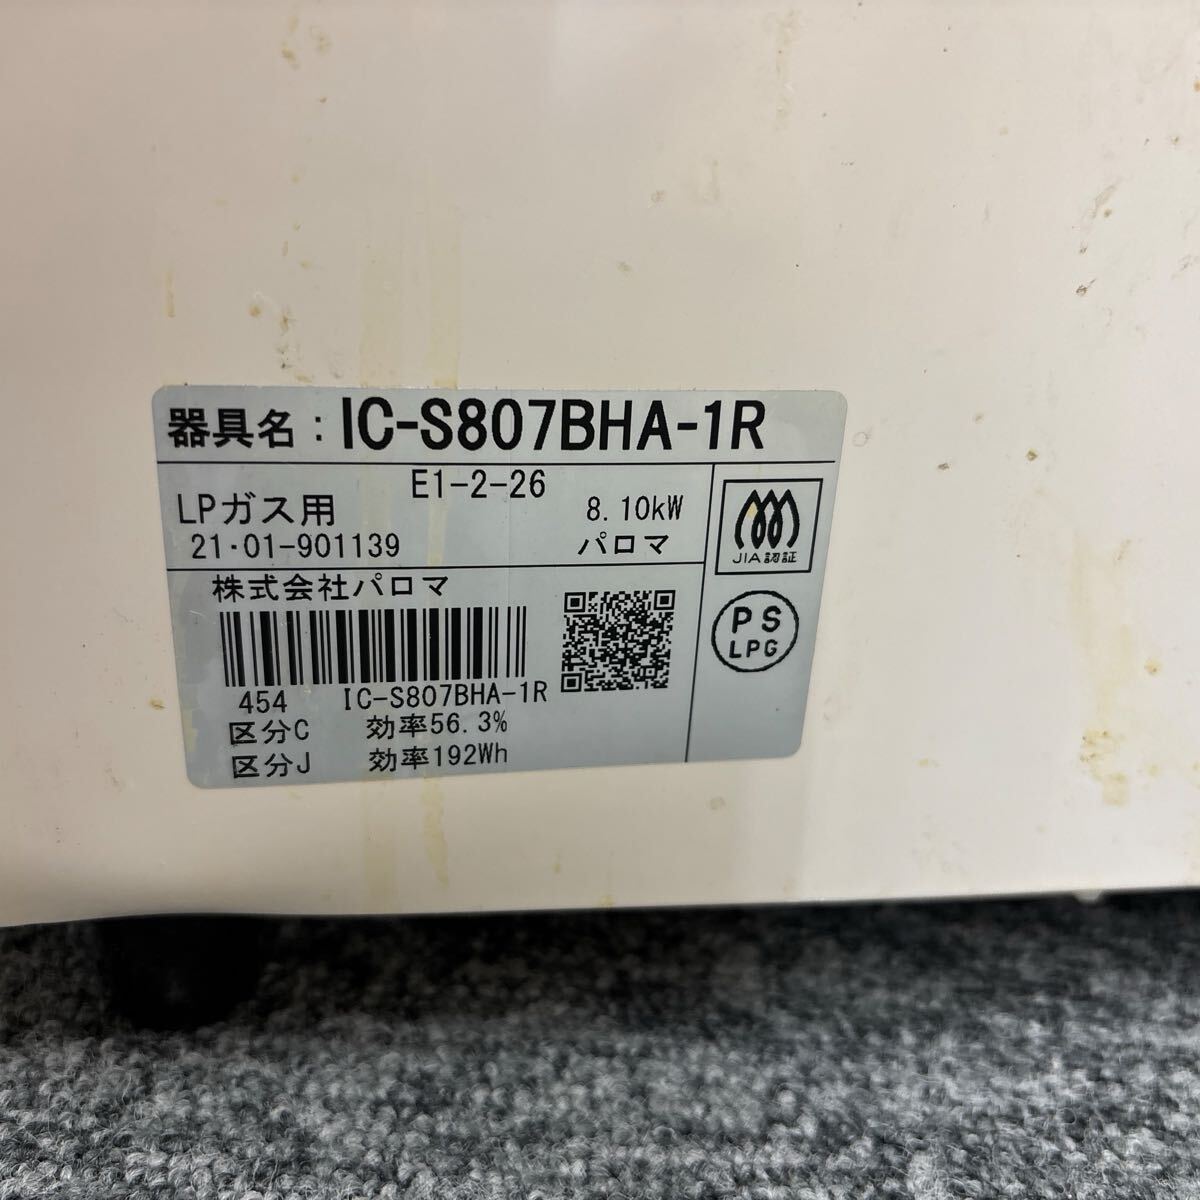 器具名：IC-S807BHA-1R
E1-2-26
LPガス用 8.10kW
21・01-901139 パロマ
JIA認証
株式会社パロマ
PS
LPG
454 IC-S807BHA-1R
区分C 効率56.3%
区分J 効率192Wh